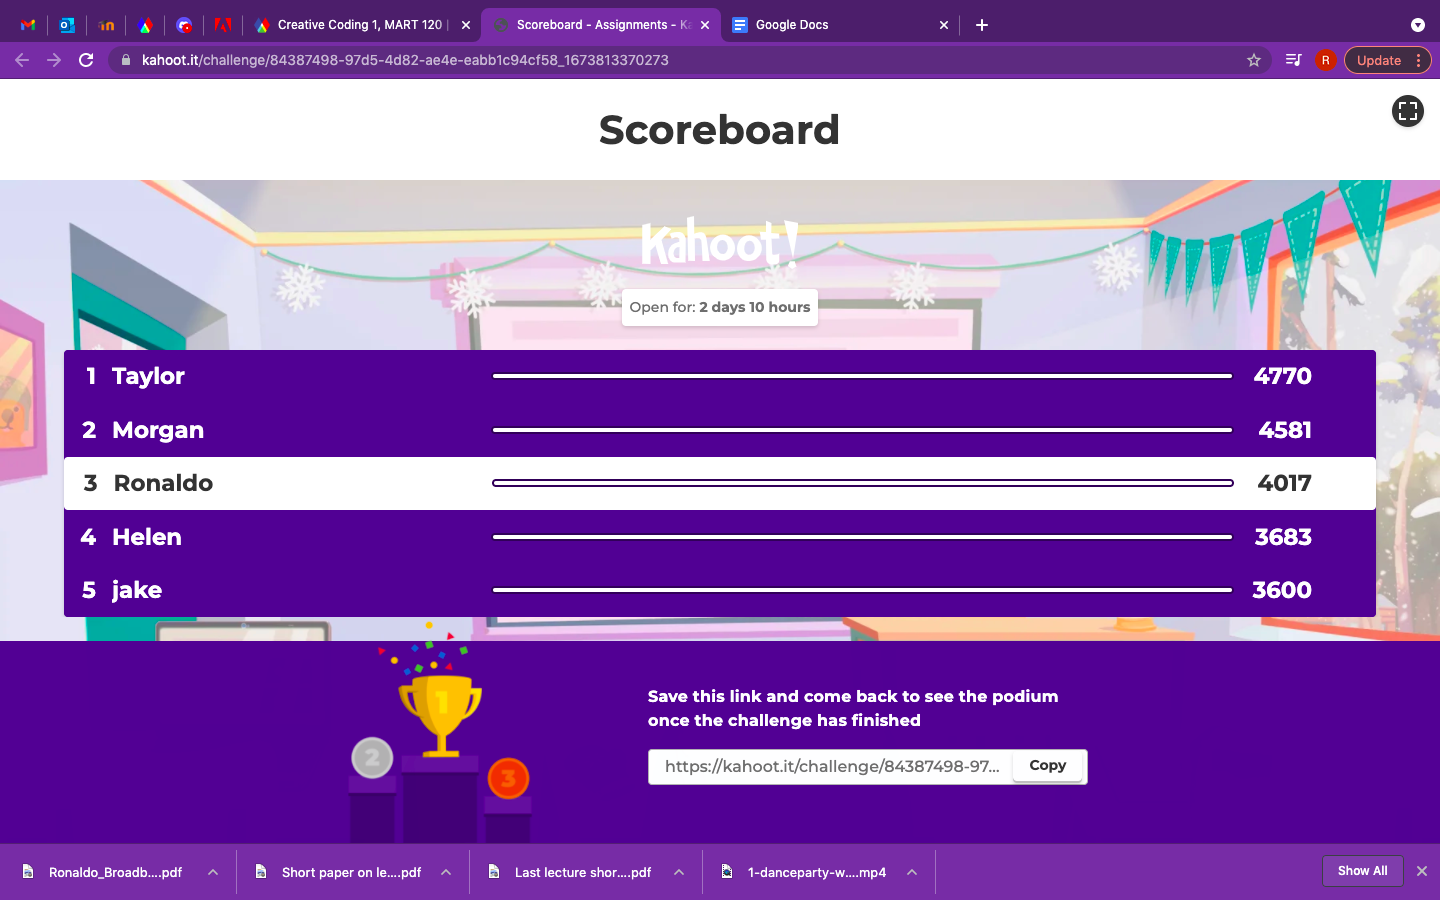 Creative Coding 1, MART 120 |
Scoreboard - Assignments - Ka
Google Docs
kahoot.it/challenge/84387498-97d5-4d82-ae4e-eabb1c94cf58_1673813370273
R
Update
Scoreboard
Kahoot!
Open for: 2 days 10 hours
1 Taylor 4770
2 Morgan 4581
3 Ronaldo 4017
4 Helen 3683
5 jake 3600
1
2
3
Save this link and come back to see the podium
once the challenge has finished
https://kahoot.it/challenge/84387498-97... Copy
Ronaldo_Broadb....pdf
Short paper on le....pdf
Last lecture shor....pdf
1-danceparty-w....mp4
Show All